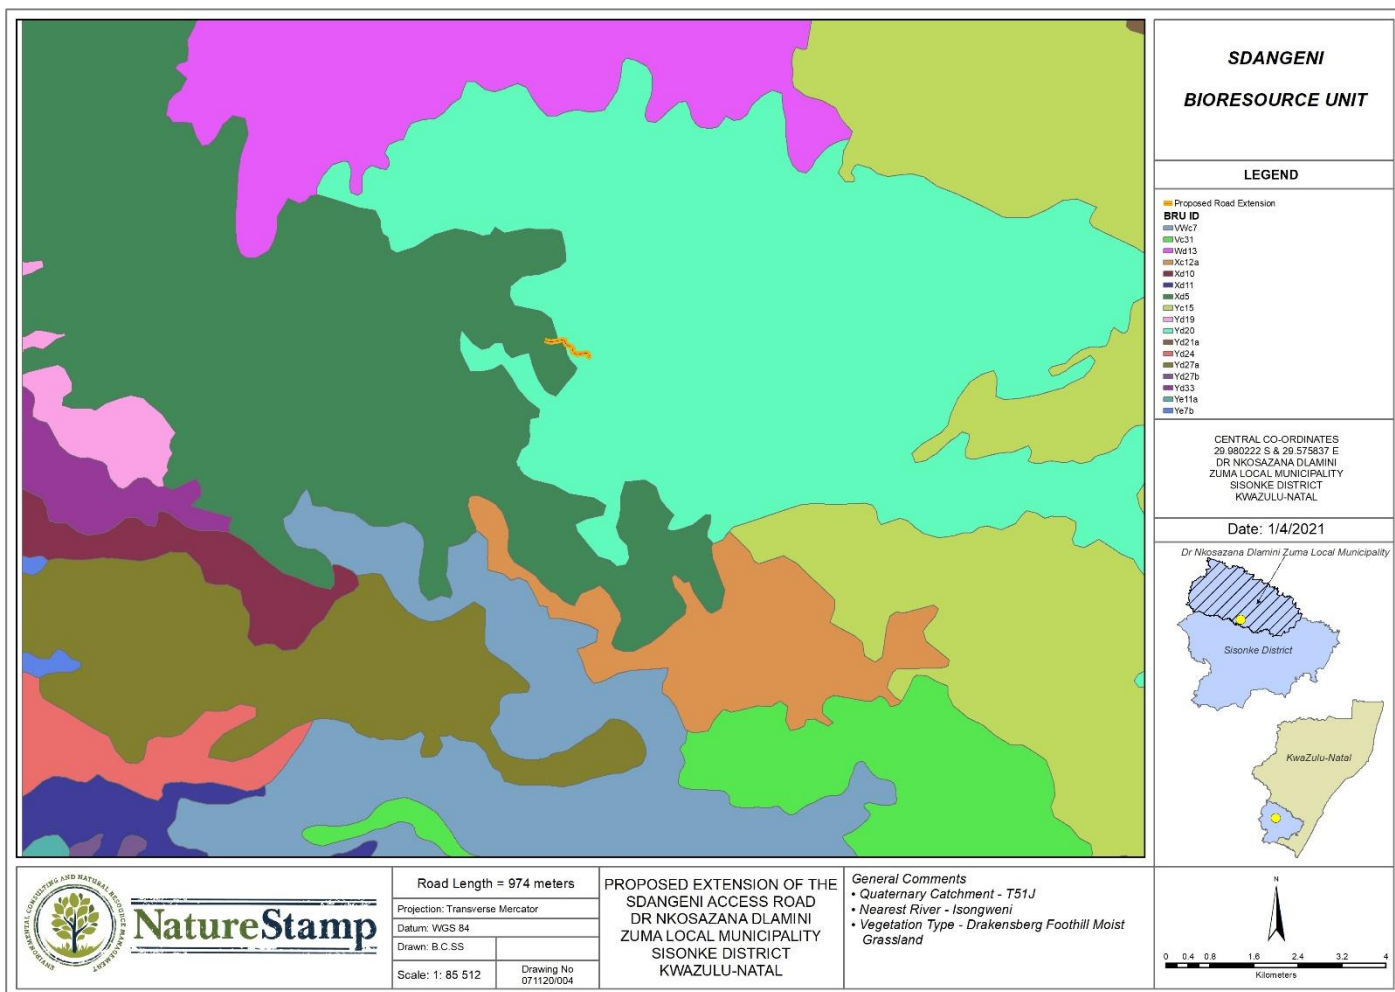 SDANGENI
BIORESOURCE UNIT
LEGEND
Proposed Road Extension
BRU ID
VWc7
Vc31
Wd13
Xc12a
Xd10
Xd11
Xd5
Yc15
Yd19
Yd20
Yd21a
Yd24
Yd27a
Yd27b
Yd33
Ye11a
Ye7b
CENTRAL CO-ORDINATES
29.980222 S & 29.575837 E
DR NKOSAZANA DLAMINI
ZUMA LOCAL MUNICIPALITY
SISONKE DISTRICT
KWAZULU-NATAL
Date: 1/4/2021
Dr Nkosazana Dlamini Zuma Local Municipality
Sisonke District
KwaZulu-Natal
ENVIRONMENTAL CONSULTING AND NATURAL RESOURCE MANAGEMENT
NatureStamp
Road Length = 974 meters
Projection: Transverse Mercator
Datum: WGS 84
Drawn: B.C.SS
Scale: 1: 85 512
Drawing No
071120/004
PROPOSED EXTENSION OF THE
SDANGENI ACCESS ROAD
DR NKOSAZANA DLAMINI
ZUMA LOCAL MUNICIPALITY
SISONKE DISTRICT
KWAZULU-NATAL
General Comments
• Quaternary Catchment - T51J
• Nearest River - Isongweni
• Vegetation Type - Drakensberg Foothill Moist
Grassland
N
0 0.4 0.8 1.6 2.4 3.2 4
Kilometers